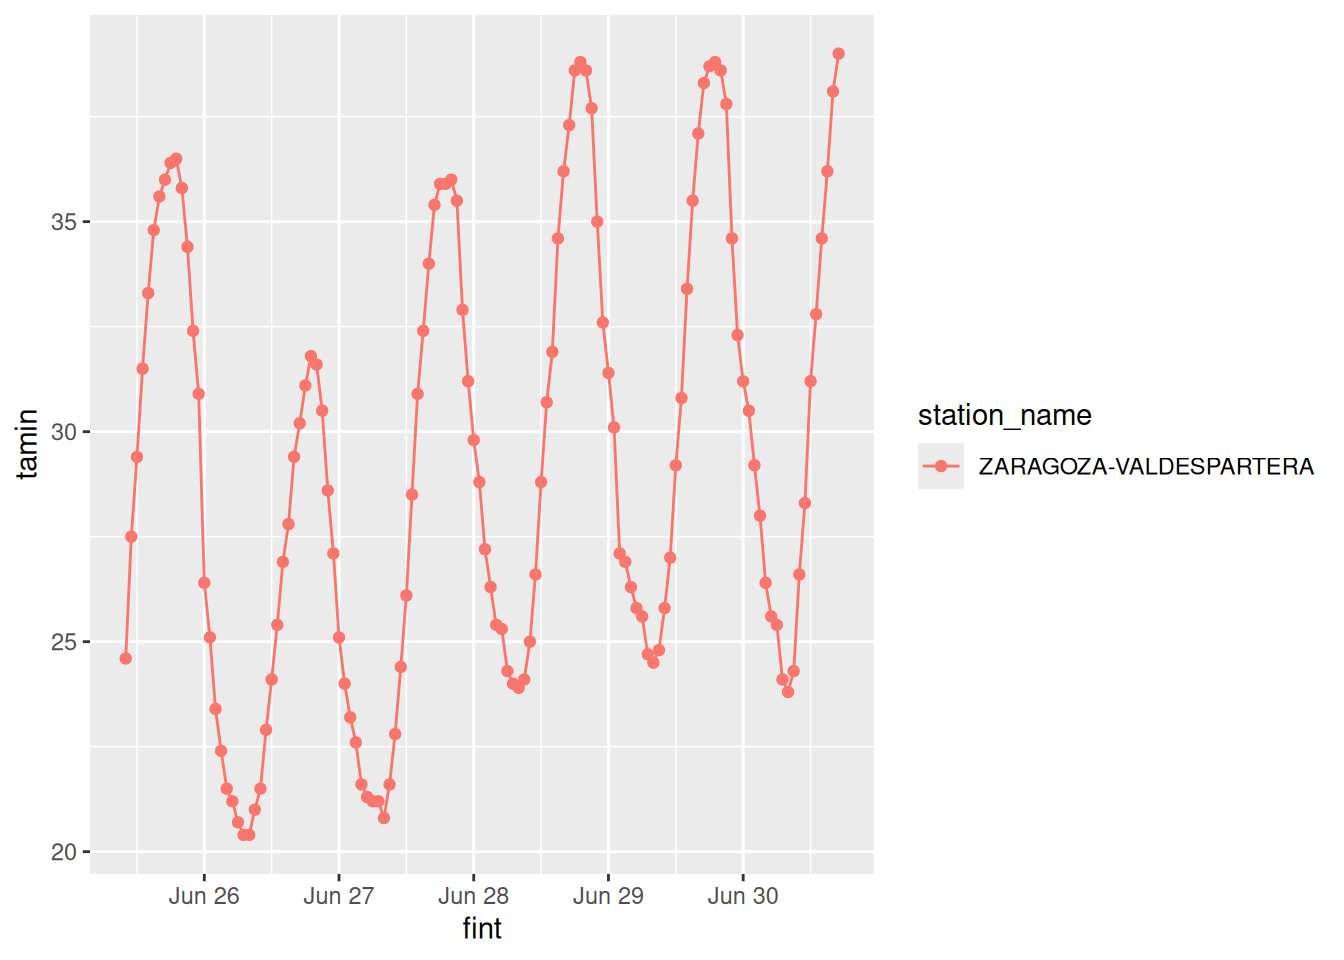 35
30
25
20
tamin
Jun 26
Jun 27
Jun 28
Jun 29
Jun 30
fint
station_name
ZARAGOZA-VALDESPARTERA